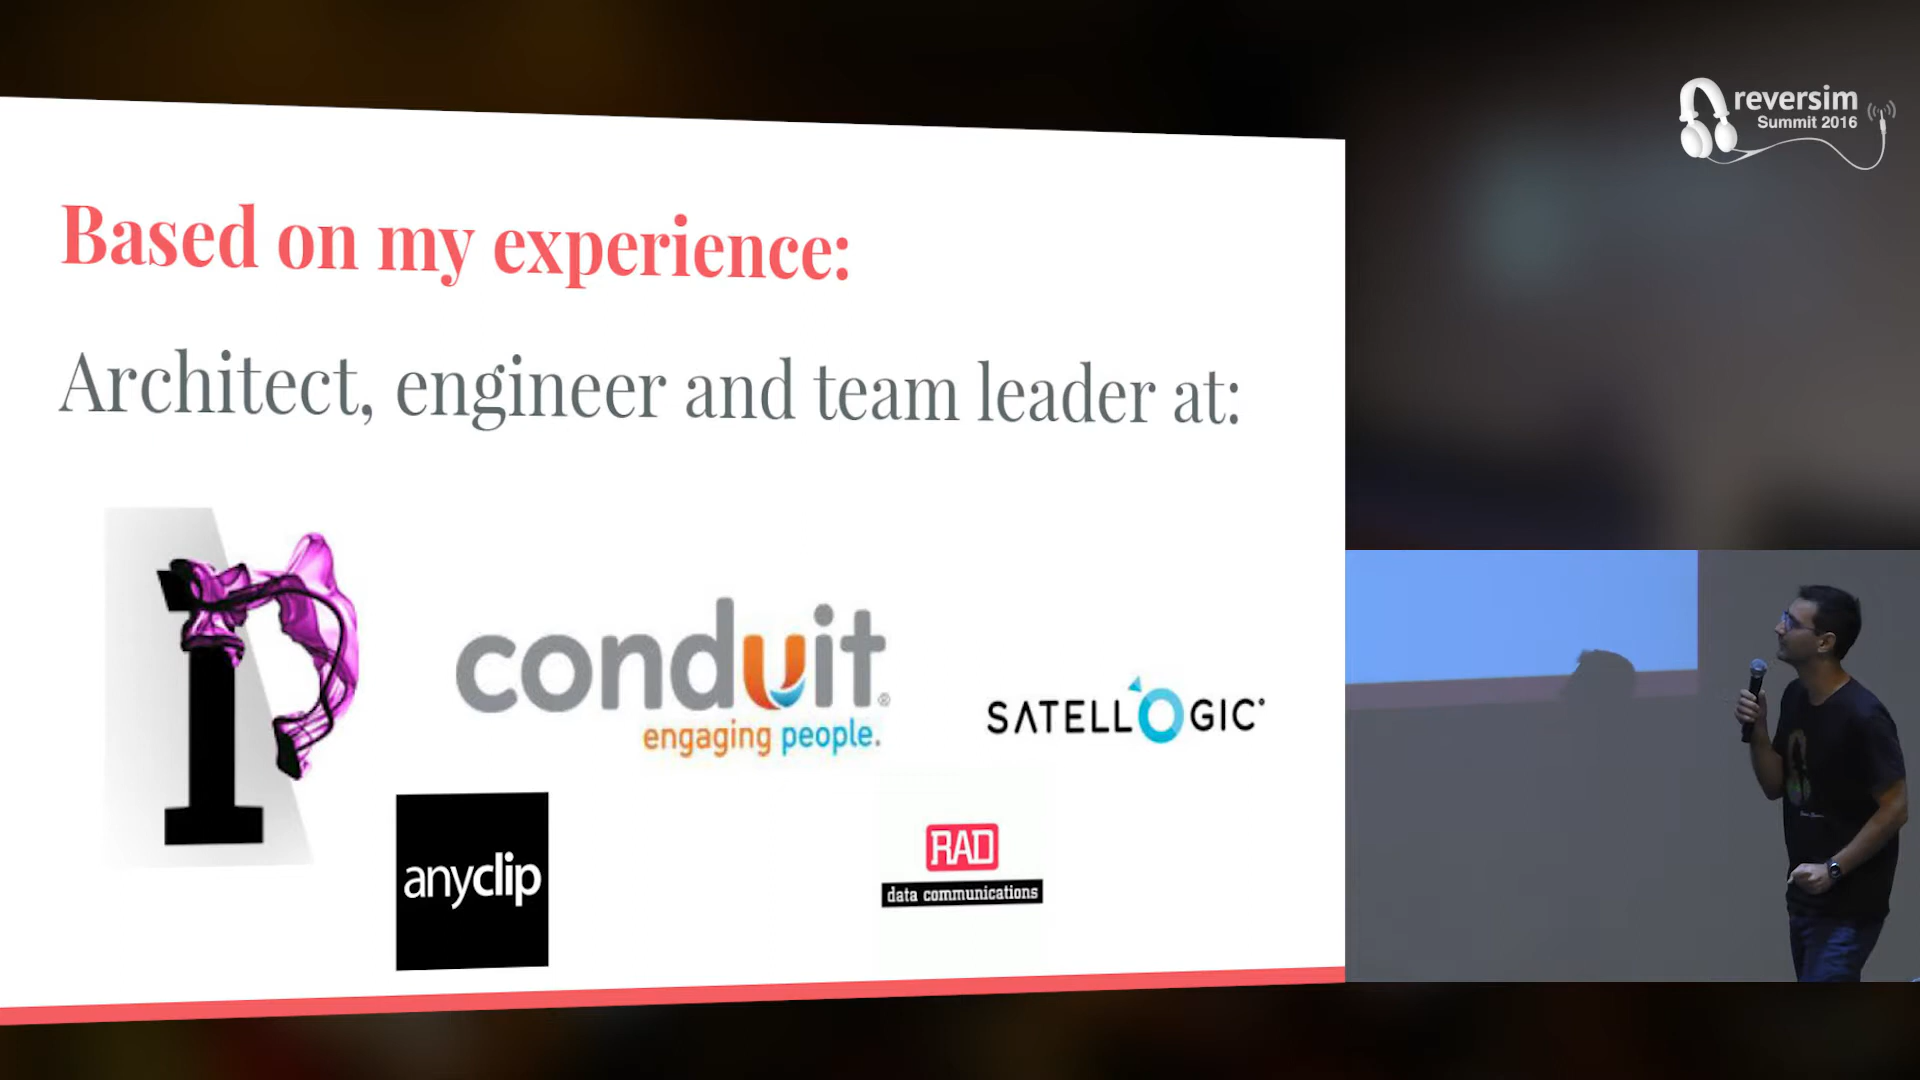 reversim
Summit 2016
Based on my experience:
Architect, engineer and team leader at:
conduit®
engaging people.
SATELLOGIC
anyclip
RAD
data communications